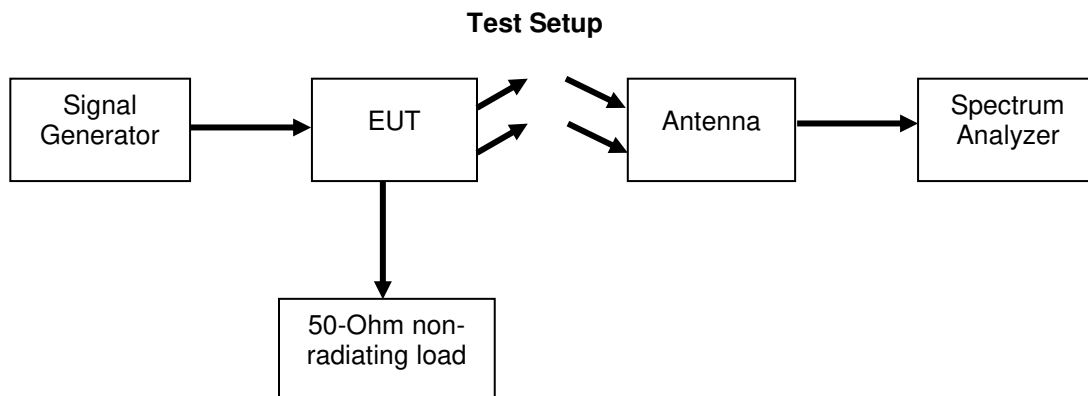 Test Setup
Signal
Generator
EUT
Antenna
Spectrum
Analyzer
50-Ohm non-
radiating load